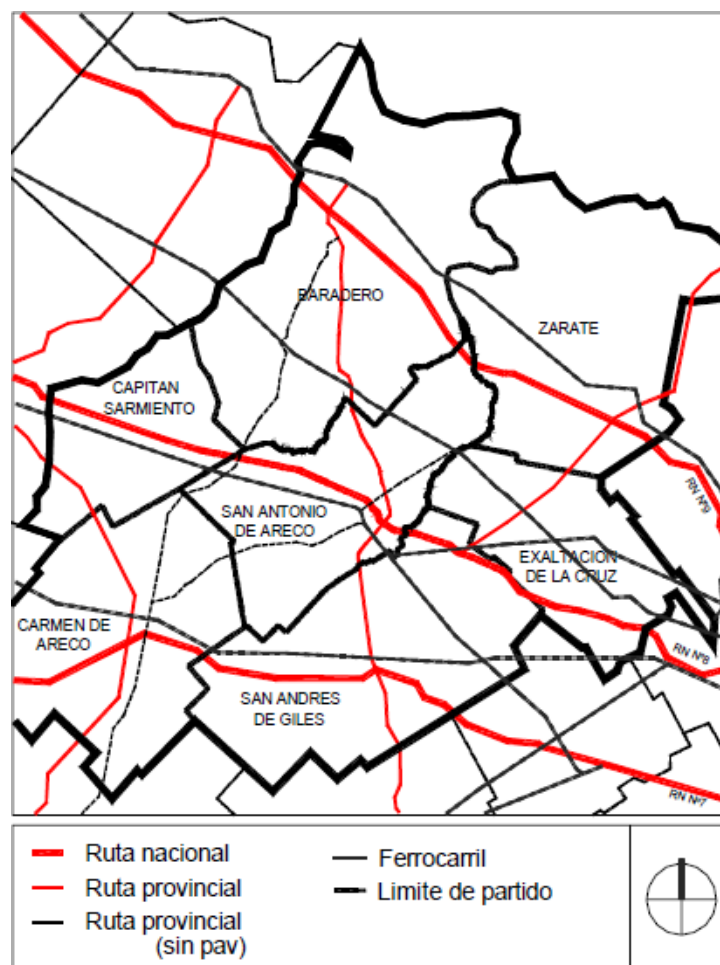 BARADERO
ZARATE
CAPITAN
SARMIENTO
SAN ANTONIO
DE ARECO
RN Nº9
EXALTACION
DE LA CRUZ
CARMEN DE
ARECO
RN Nº8
SAN ANDRES
DE GILES
RN Nº7
Ruta nacional
Ruta provincial
Ruta provincial
(sin pav)
Ferrocarril
Limite de partido